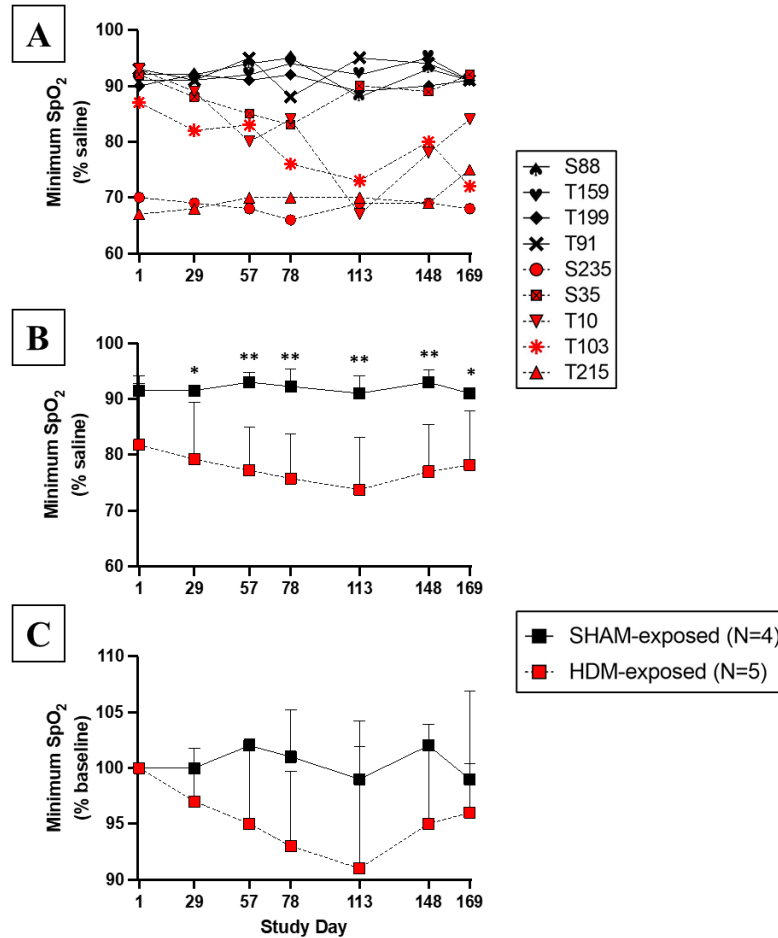 A
Minimum SpO2
(% saline)
100
90
80
70
60
1 29 57 78 113 148 169
S88
T159
T199
T91
S235
S35
T10
T103
T215
B
Minimum SpO2
(% saline)
100
90
80
70
60
* ** ** ** ** *
1 29 57 78 113 148 169
C
Minimum SpO2
(% baseline)
110
105
100
95
90
1 29 57 78 113 148 169
Study Day
SHAM-exposed (N=4)
HDM-exposed (N=5)